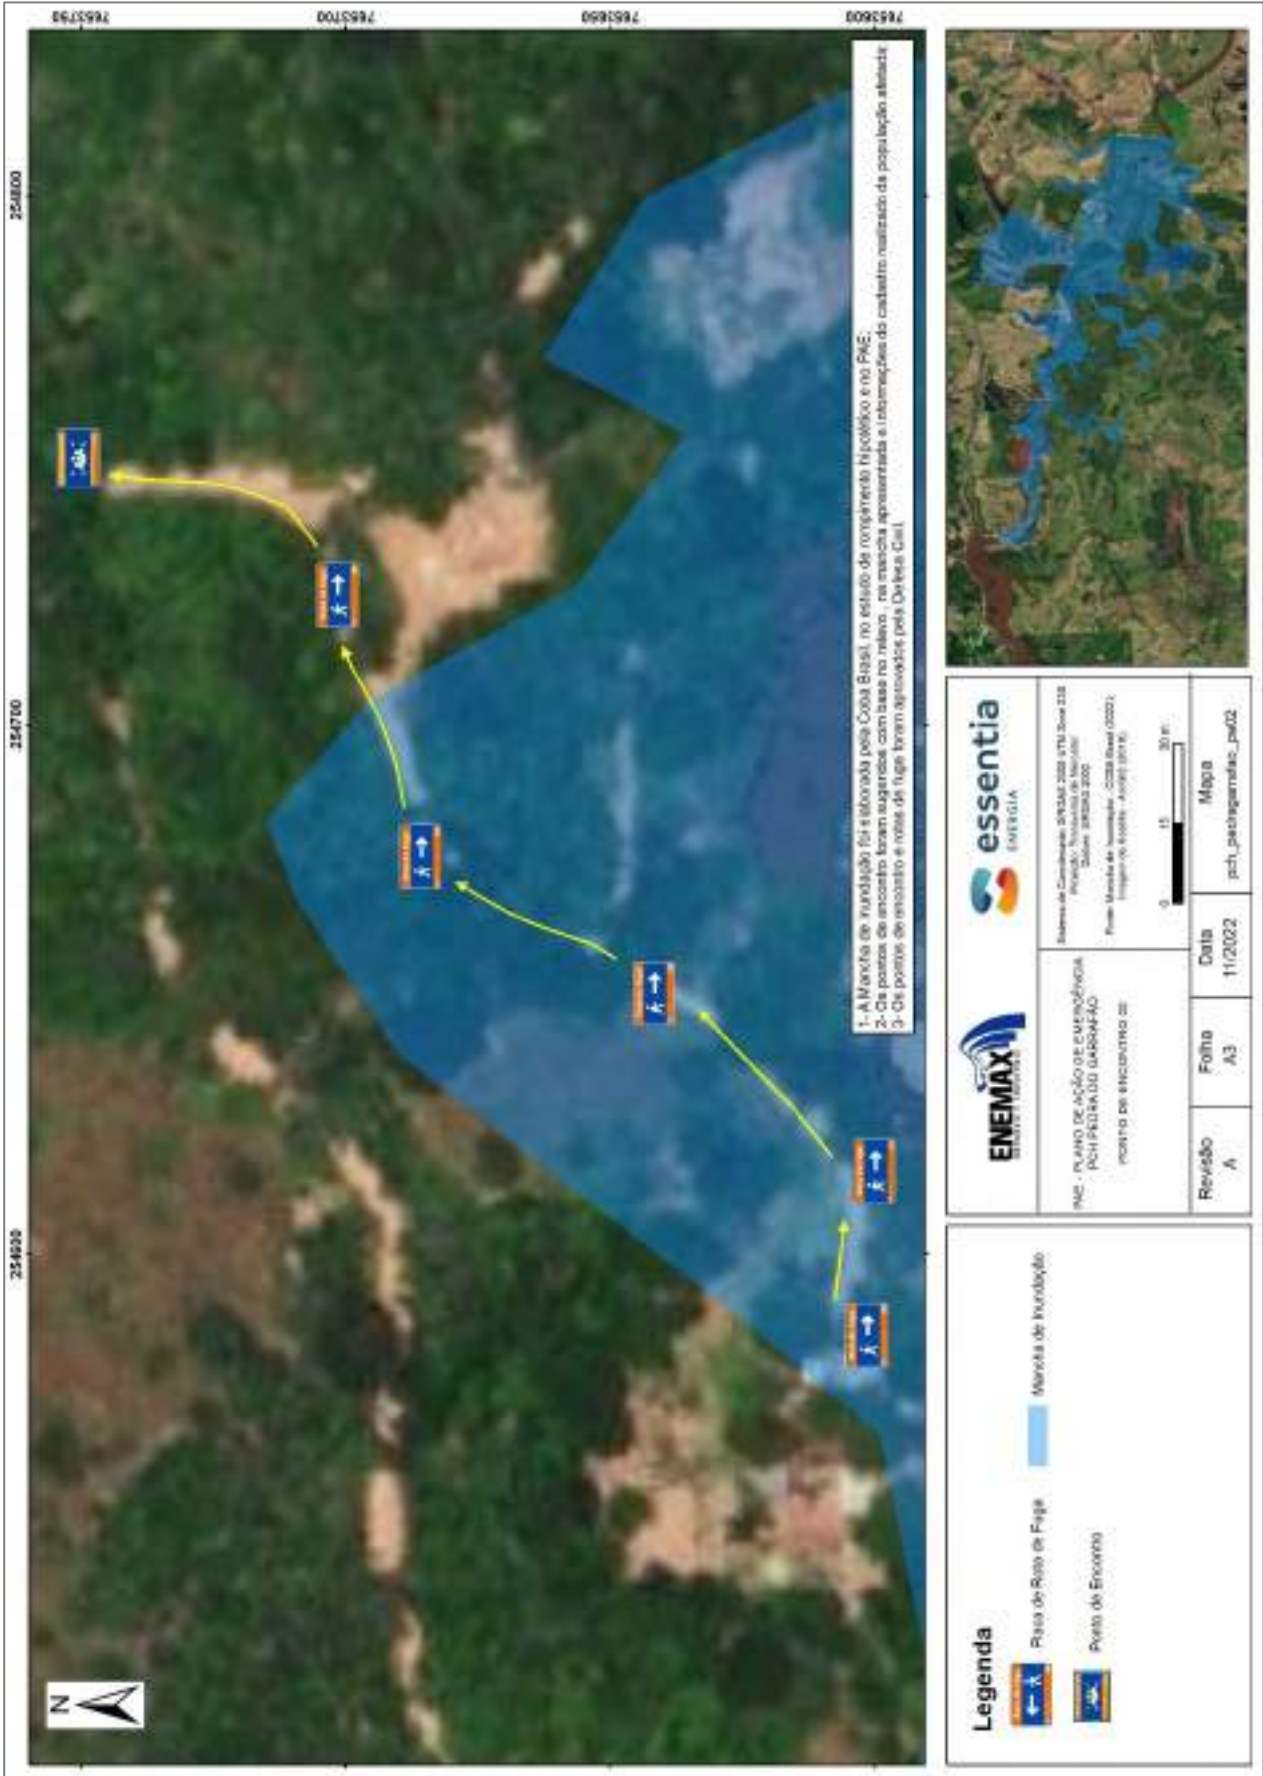 N
254600
254700
254800
7653750
7653700
7653650
7653600
1- A Mancha de Inundação foi elaborada pela Coba Brasil, no estudo de rompimento hipotético e no PAE;
2- Os pontos de encontro foram sugeridos com base no relevo, na mancha apresentada e informações do cadastro realizado da população afetada;
3- Os pontos de encontro e rotas de fuga foram aprovados pela Defesa Civil.
Legenda
Placa de Rota de Fuga
Mancha de Inundação
Ponto de Encontro
ENEMAX
essentia
ENERGIA
PAE - PLANO DE AÇÃO DE EMERGÊNCIA
PCH PEDRA DO GARRAFÃO
PONTO DE ENCONTRO
0 15 30 m
Revisão
A
Folha
A3
Data
11/2022
Mapa
pch_pedragarrafao_pe02